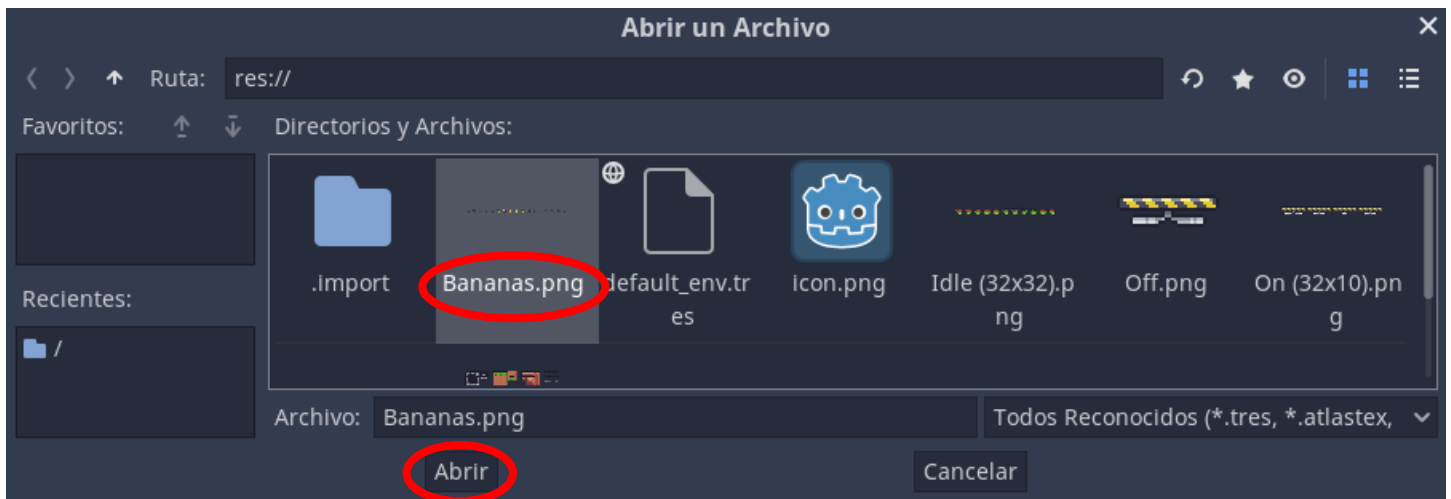 Abrir un Archivo
Ruta: res://
Favoritos:
Directorios y Archivos:
.import
Bananas.png
default_env.tr
es
icon.png
Idle (32x32).p
ng
Off.png
On (32x10).pn
g
Recientes:
/
Archivo: Bananas.png
Todos Reconocidos (*.tres, *.atlastex,
Abrir
Cancelar